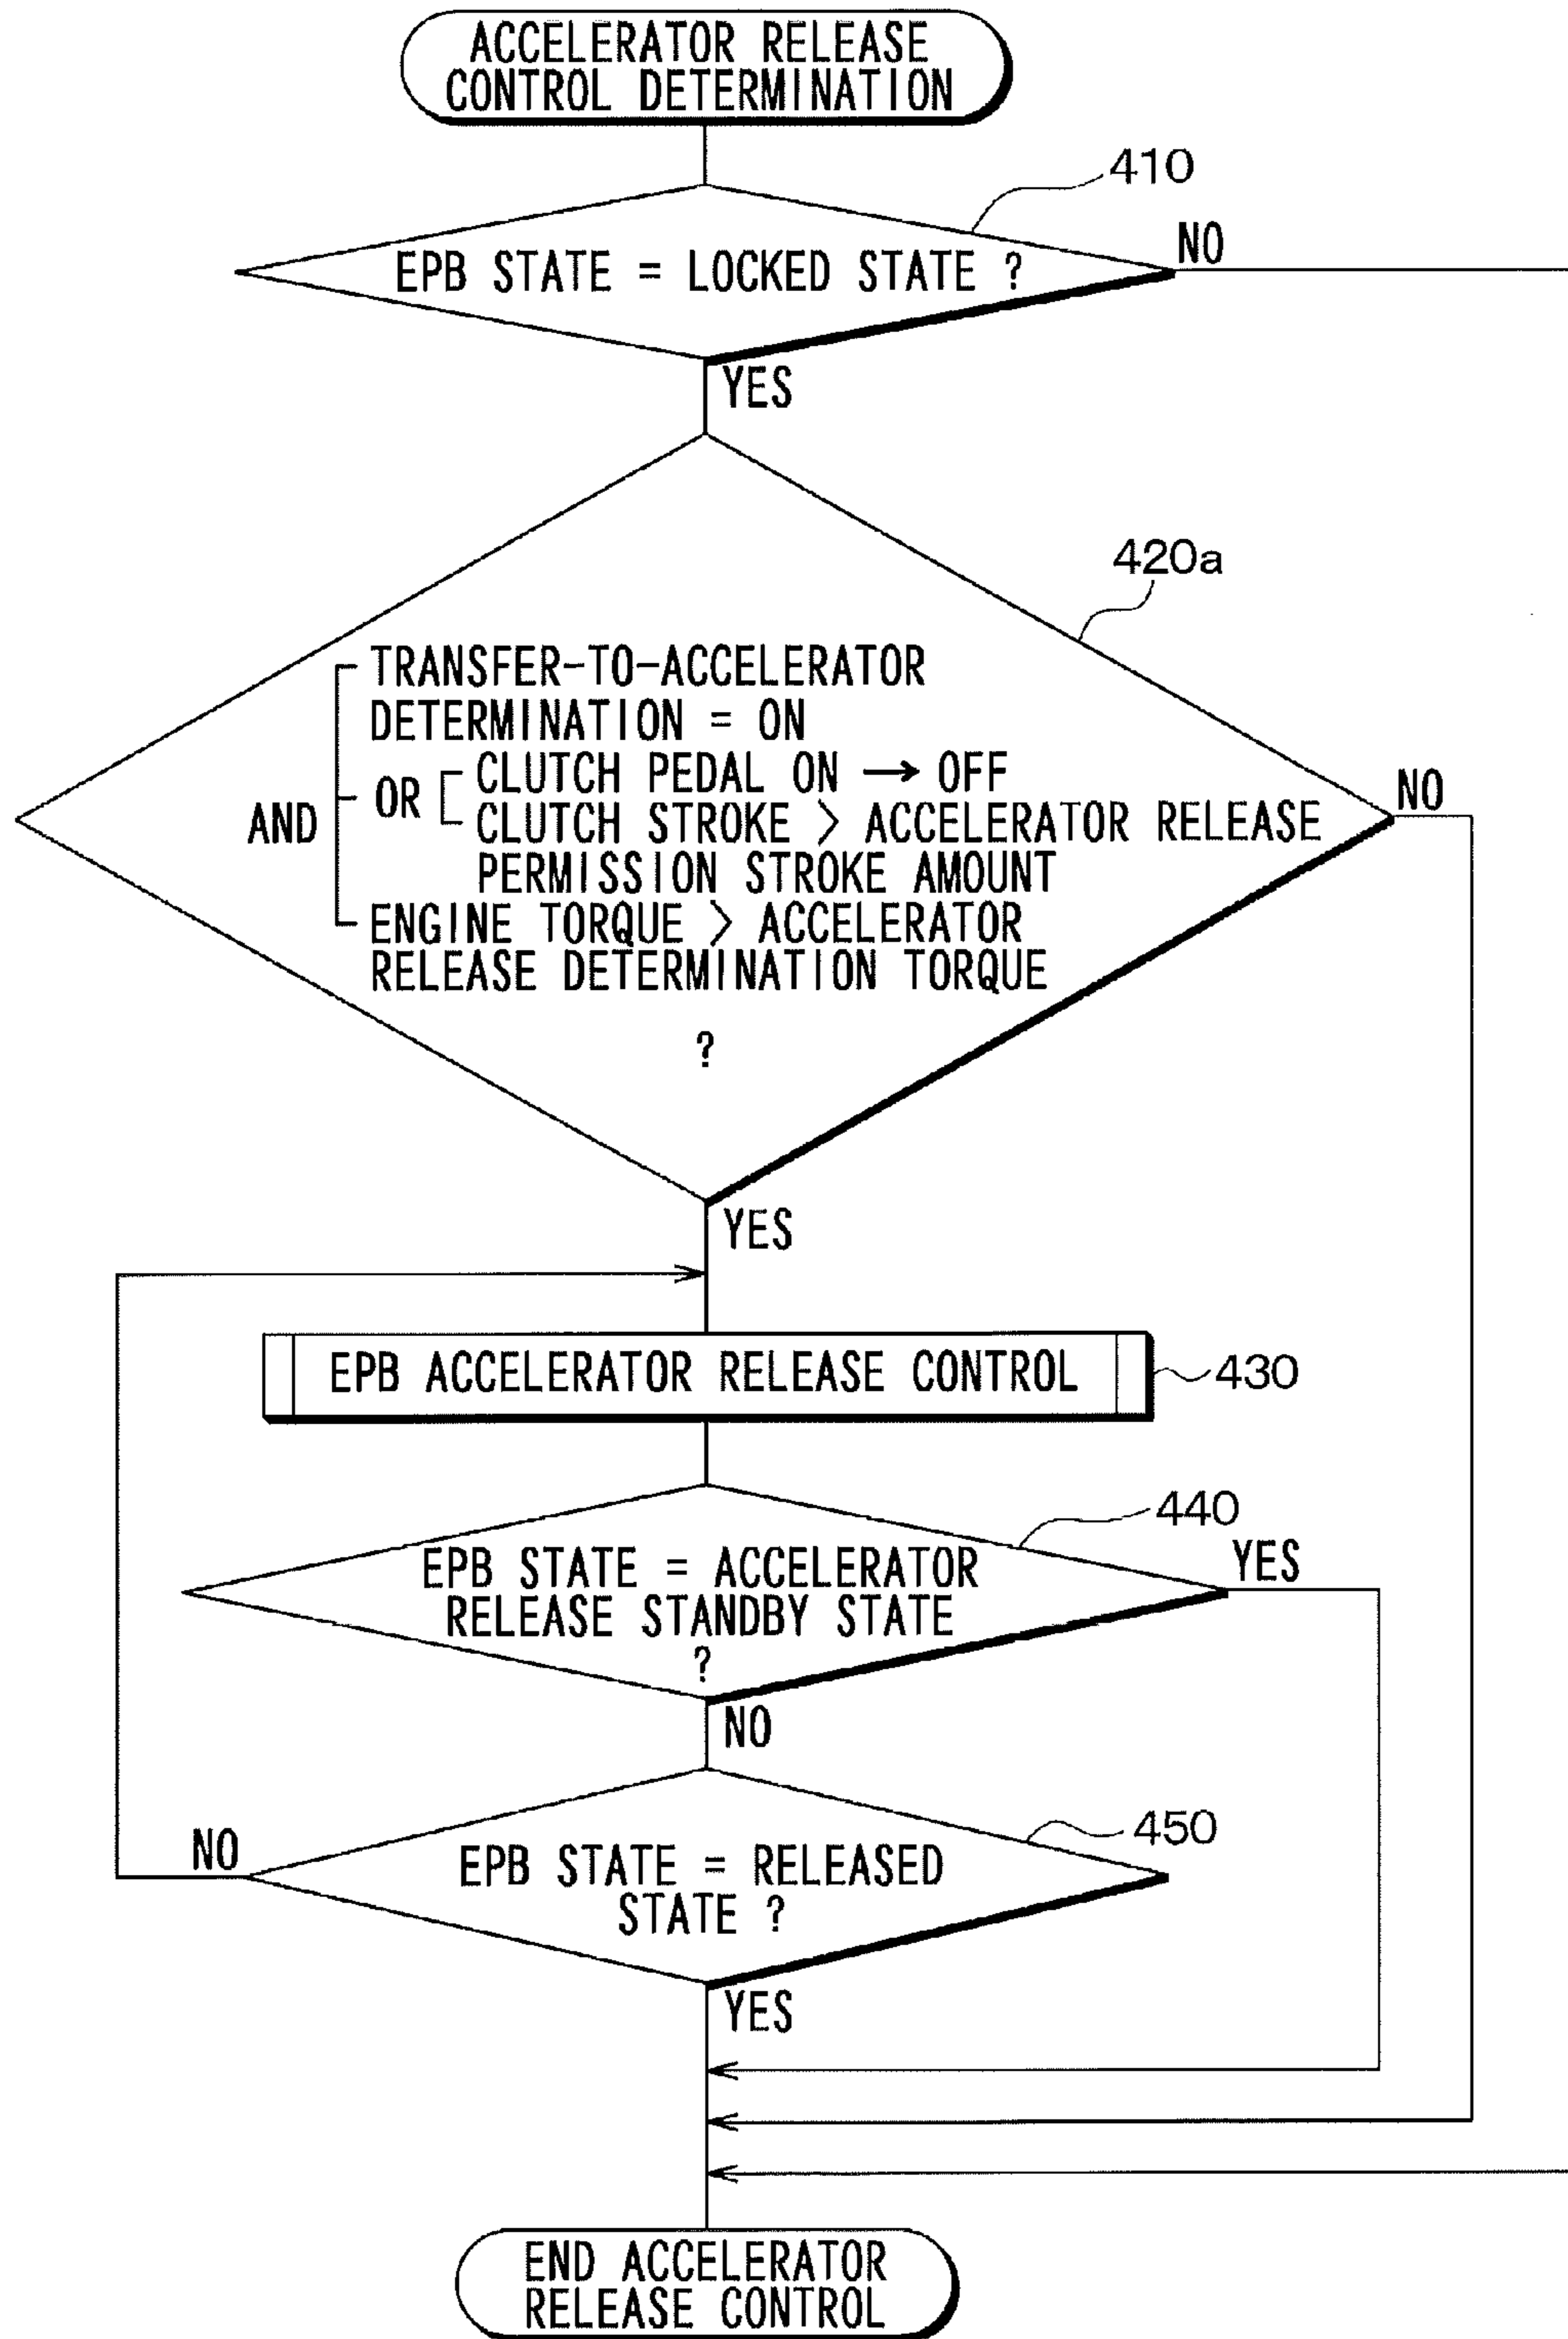 ACCELERATOR RELEASE
CONTROL DETERMINATION
410
EPB STATE = LOCKED STATE ?
NO
YES
420a
TRANSFER-TO-ACCELERATOR
DETERMINATION = ON
CLUTCH PEDAL ON → OFF
OR
CLUTCH STROKE > ACCELERATOR RELEASE
AND
PERMISSION STROKE AMOUNT
ENGINE TORQUE > ACCELERATOR
RELEASE DETERMINATION TORQUE
?
NO
YES
EPB ACCELERATOR RELEASE CONTROL
430
440
EPB STATE = ACCELERATOR
RELEASE STANDBY STATE
?
YES
NO
450
EPB STATE = RELEASED
STATE ?
NO
YES
END ACCELERATOR
RELEASE CONTROL